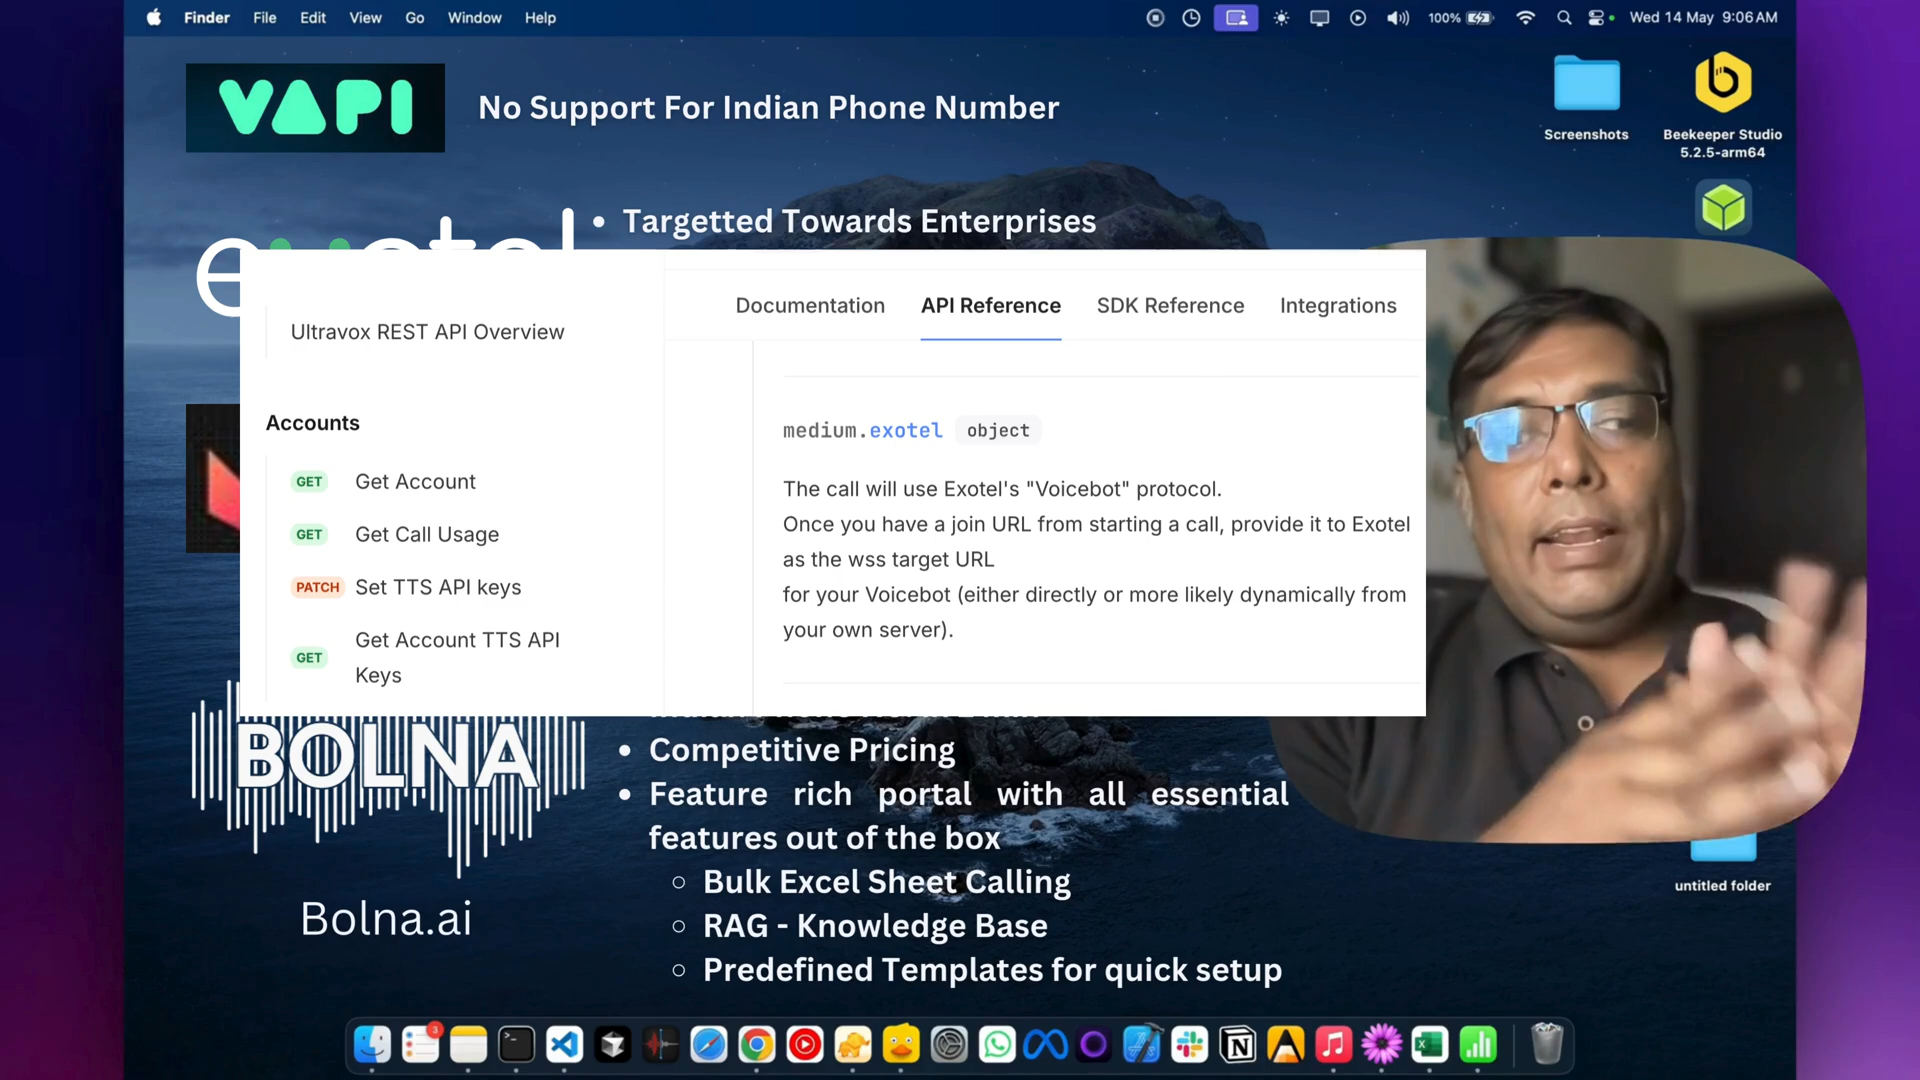 Finder File Edit View Go Window Help 100% Wed 14 May 9:06 AM
VAPI
No Support For Indian Phone Number
Screenshots
Beekeeper Studio
5.2.5-arm64
exotel
• Targetted Towards Enterprises
Documentation API Reference SDK Reference Integrations
Ultravox REST API Overview
Accounts
GET Get Account
GET Get Call Usage
PATCH Set TTS API keys
GET Get Account TTS API
Keys
medium.exotel object
The call will use Exotel's "Voicebot" protocol.
Once you have a join URL from starting a call, provide it to Exotel
as the wss target URL
for your Voicebot (either directly or more likely dynamically from
your own server).
BOLNA
Bolna.ai
• Competitive Pricing
• Feature rich portal with all essential
features out of the box
○ Bulk Excel Sheet Calling
○ RAG - Knowledge Base
○ Predefined Templates for quick setup
untitled folder
3